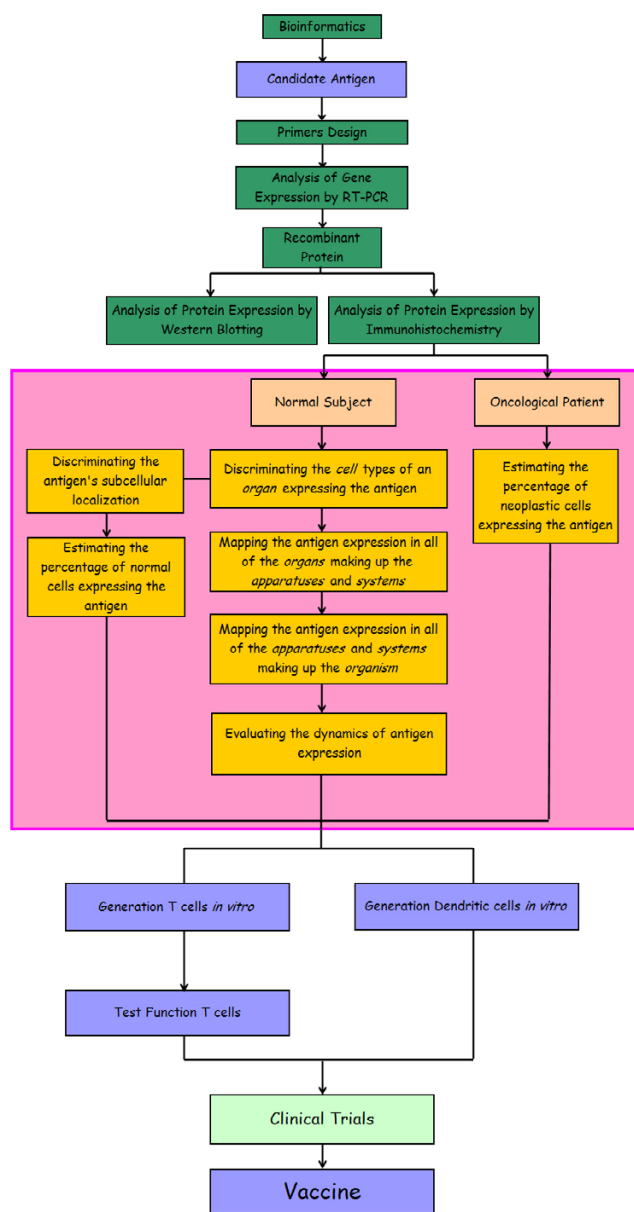 Bioinformatics
Candidate Antigen
Primers Design
Analysis of Gene
Expression by
RT-PCR
Recombinant
Protein
Analysis of Protein Expression by
Western Blotting
Analysis of Protein Expression by
Immunohistochemistry
Normal Subject
Oncological
Patient
Discriminating the
antigen's subcellular
localization
Discriminating the cell types of an
organ expressing the antigen
Estimating the
percentage of
neoplastic cells
expressing the antigen
Estimating the
percentage of normal
cells expressing the
antigen
Mapping the antigen expression in all
of the organs making up the
apparatuses and systems
Mapping the antigen expression in all
of the apparatuses and systems
making up the organism
Evaluating the dynamics of antigen
expression
Generation T cells in vitro
Generation Dendritic cells in vitro
Test Function T cells
Clinical Trials
Vaccine